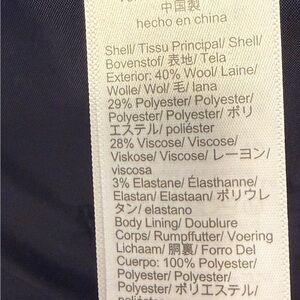 中国製
hecho en china
Shell/ Tissu Principal/ Shell/
Bovenstof/ 表地/ Tela
Exterior: 40% Wool/ Laine/
Wolle/ Wol/ 毛/ lana
29% Polyester/ Polyester/
Polyester/ Polyester/ ポリ
エステル/ poliéster
28% Viscose/ Viscose/
Viskose/ Viscose/ レーヨン/
viscosa
3% Elastane/ Élasthanne/
Elastan/ Elastaan/ ポリウレ
タン/ elastano
Body Lining/ Doublure
Corps/ Rumpffutter/ Voering
Lichaam/ 胴裏/ Forro Del
Cuerpo: 100% Polyester/
Polyester/ Polyester/
Polyester/ ポリエステル/